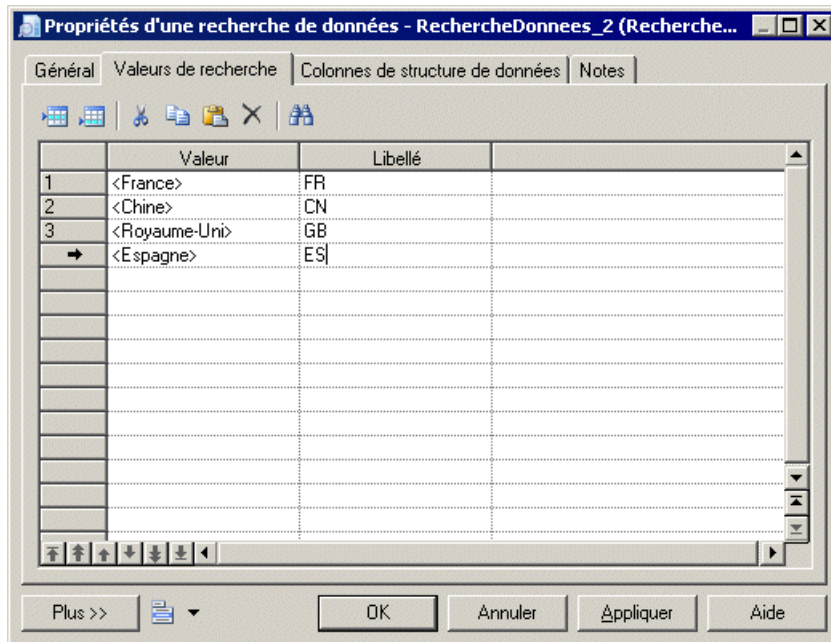 Propriétés d'une recherche de données - RechercheDonnees_2 (Recherche...
Général Valeurs de recherche Colonnes de structure de données Notes
Valeur Libellé
1 <France> FR
2 <Chine> CN
3 <Royaume-Uni> GB
<Espagne> ES
Plus >> OK Annuler Appliquer Aide